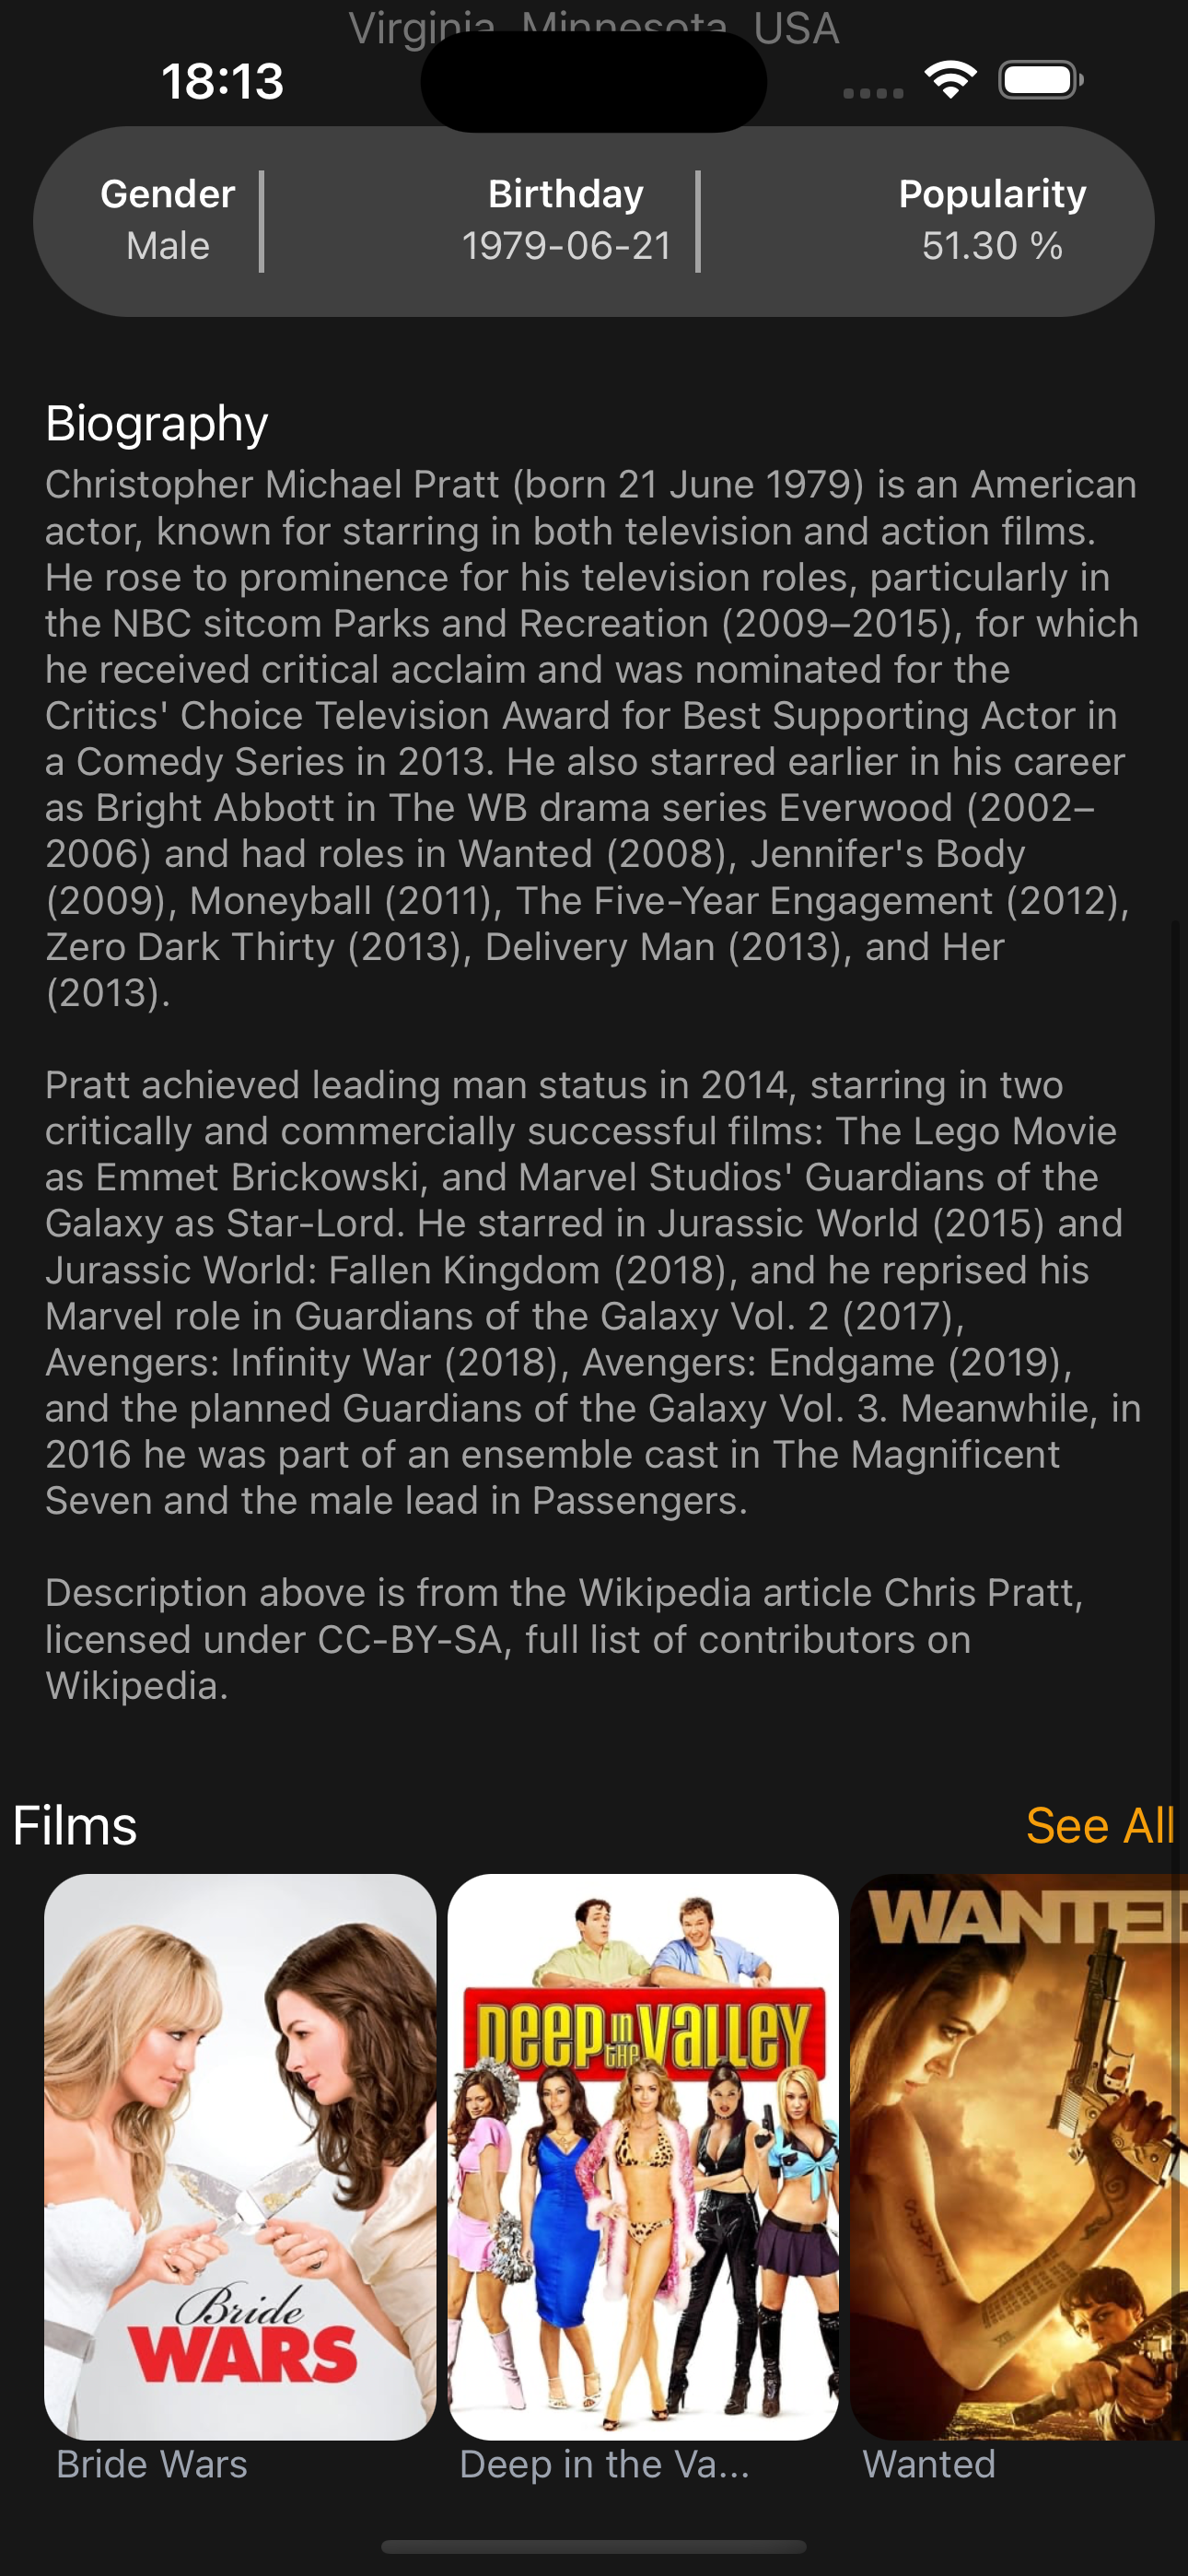 Virginia, Minnesota, USA
18:13
Gender
Male
Birthday
1979-06-21
Popularity
51.30 %
Biography
Christopher Michael Pratt (born 21 June 1979) is an American
actor, known for starring in both television and action films.
He rose to prominence for his television roles, particularly in
the NBC sitcom Parks and Recreation (2009–2015), for which
he received critical acclaim and was nominated for the
Critics' Choice Television Award for Best Supporting Actor in
a Comedy Series in 2013. He also starred earlier in his career
as Bright Abbott in The WB drama series Everwood (2002–
2006) and had roles in Wanted (2008), Jennifer's Body
(2009), Moneyball (2011), The Five-Year Engagement (2012),
Zero Dark Thirty (2013), Delivery Man (2013), and Her
(2013).
Pratt achieved leading man status in 2014, starring in two
critically and commercially successful films: The Lego Movie
as Emmet Brickowski, and Marvel Studios' Guardians of the
Galaxy as Star-Lord. He starred in Jurassic World (2015) and
Jurassic World: Fallen Kingdom (2018), and he reprised his
Marvel role in Guardians of the Galaxy Vol. 2 (2017),
Avengers: Infinity War (2018), Avengers: Endgame (2019),
and the planned Guardians of the Galaxy Vol. 3. Meanwhile, in
2016 he was part of an ensemble cast in The Magnificent
Seven and the male lead in Passengers.
Description above is from the Wikipedia article Chris Pratt,
licensed under CC-BY-SA, full list of contributors on
Wikipedia.
Films
See All
Bride
WARS
DEEP IN THE VALLEY
WANTED
Bride Wars
Deep in the Va...
Wanted